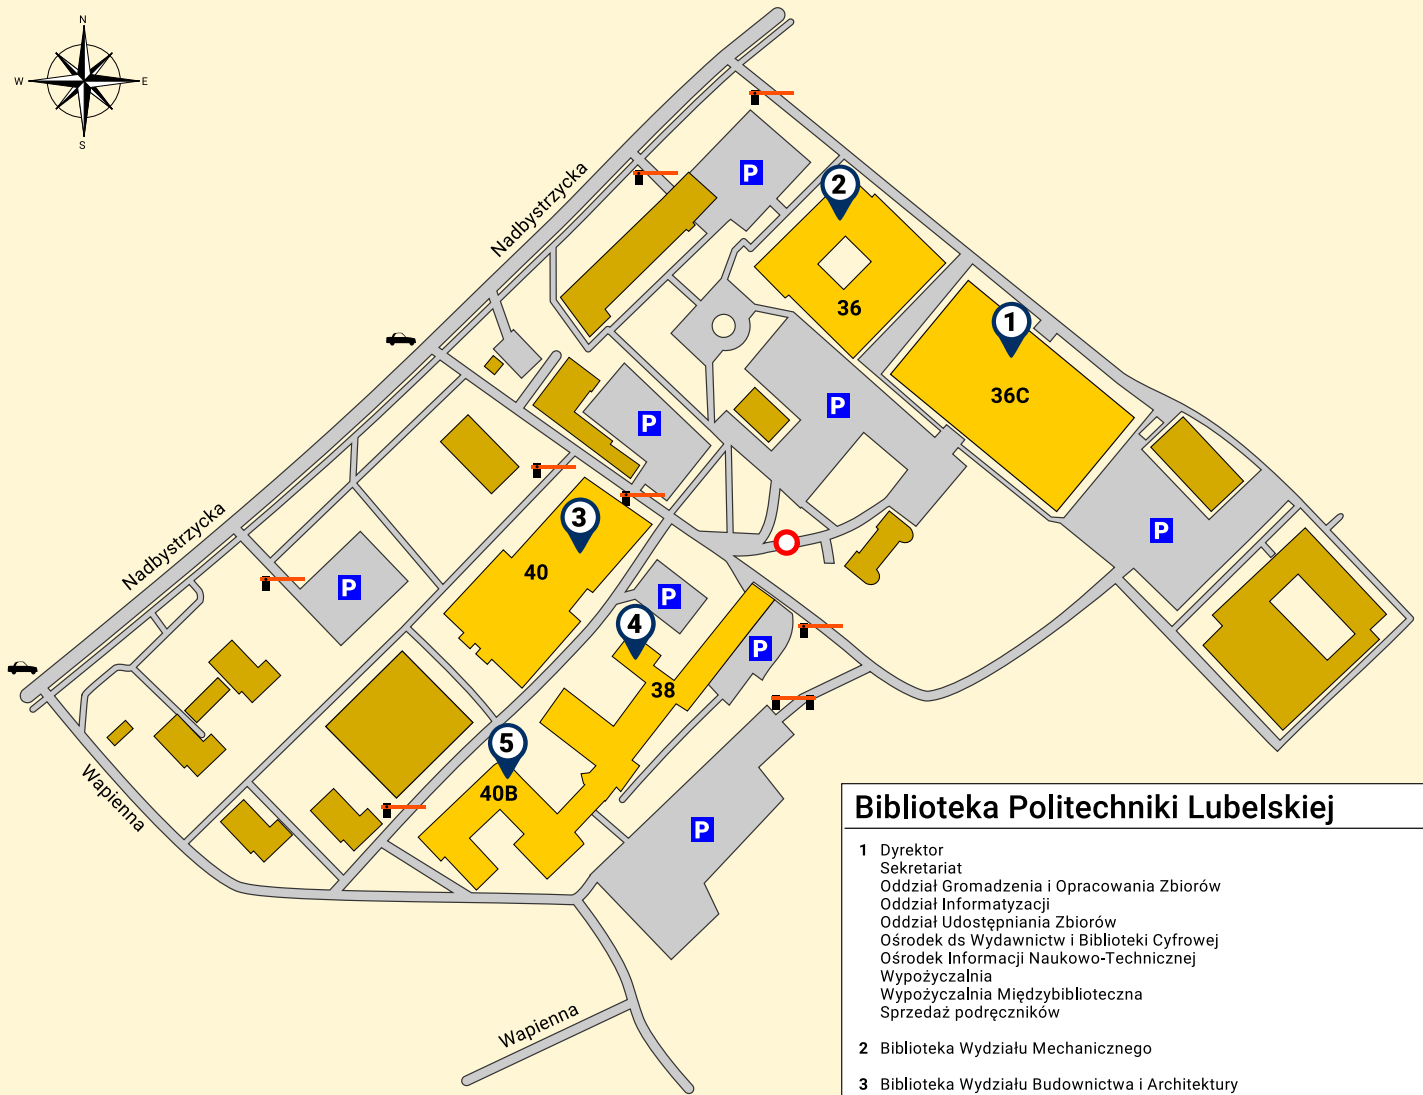 N
W
E
S
P
2
Nadbystrzycka
36
1
36C
P
P
3
40
P
Nadbystrzycka
P
P
4
P
38
5
40B
Wapienna
P
Wapienna
Biblioteka Politechniki Lubelskiej
1 Dyrektor
Sekretariat
Oddział Gromadzenia i Opracowania Zbiorów
Oddział Informatyzacji
Oddział Udostępniania Zbiorów
Ośrodek ds Wydawnictw i Biblioteki Cyfrowej
Ośrodek Informacji Naukowo-Technicznej
Wypożyczalnia
Wypożyczalnia Międzybiblioteczna
Sprzedaż podręczników
2 Biblioteka Wydziału Mechanicznego
3 Biblioteka Wydziału Budownictwa i Architektury